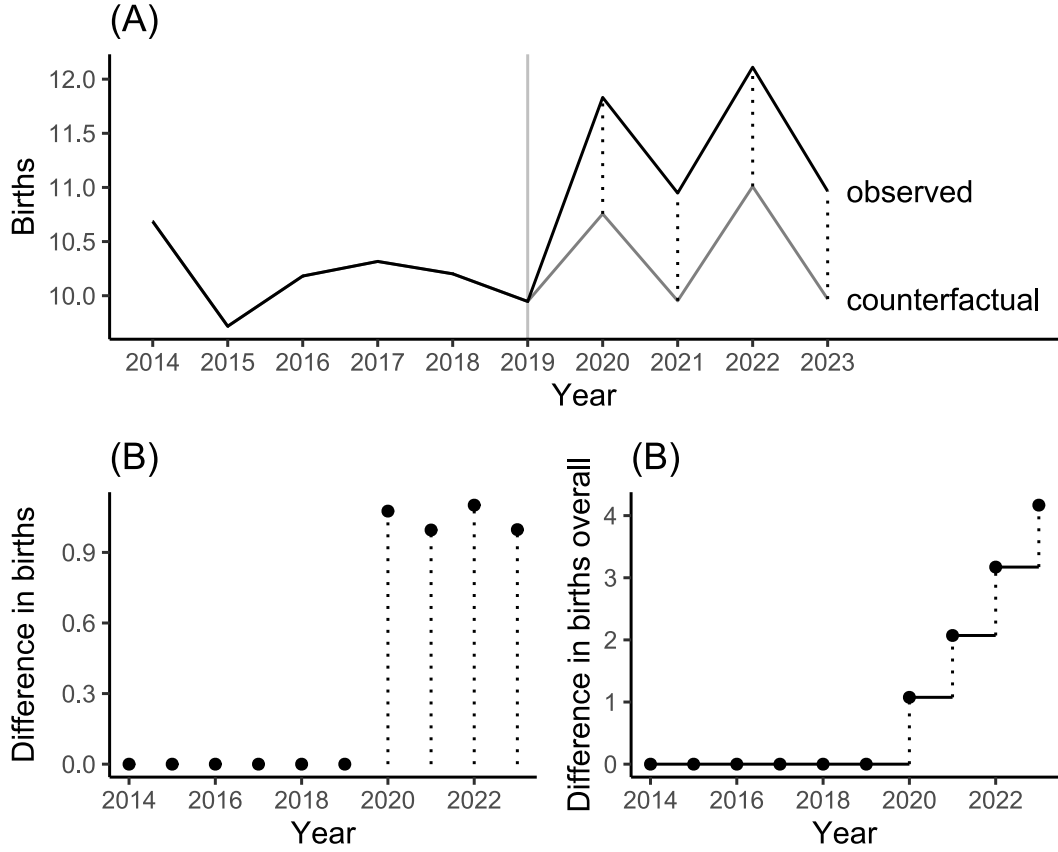 (A)
Births
12.0
11.5
11.0
10.5
10.0
observed
counterfactual
2014 2015 2016 2017 2018 2019 2020 2021 2022 2023
Year
(B)
Difference in births
0.9
0.6
0.3
0.0
2014 2016 2018 2020 2022
Year
(B)
Difference in births overall
4
3
2
1
0
2014 2016 2018 2020 2022
Year